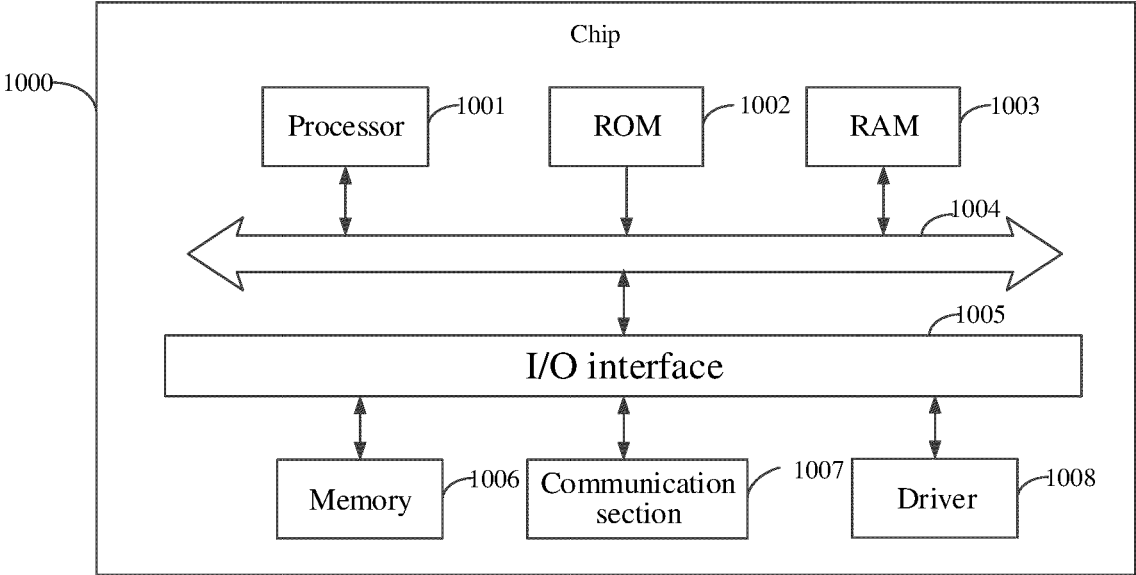 Chip
1000
Processor
1001
ROM
1002
RAM
1003
1004
1005
I/O interface
Memory
1006
Communication
section
1007
Driver
1008